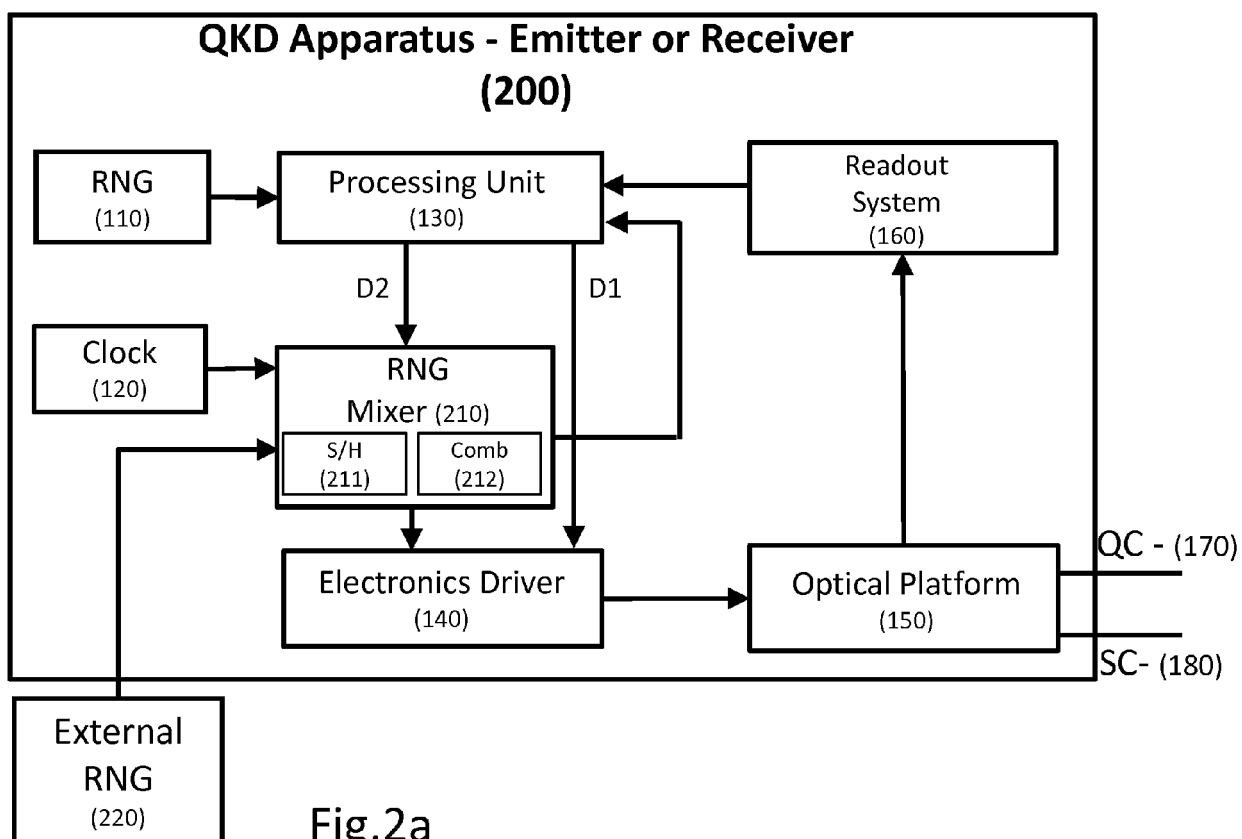 QKD Apparatus - Emitter or Receiver
(200)
RNG
(110)
Processing Unit
(130)
Readout
System
(160)
D2
D1
Clock
(120)
RNG
Mixer (210)
S/H
(211)
Comb
(212)
Electronics Driver
(140)
Optical Platform
(150)
QC - (170)
SC- (180)
External
RNG
(220)
Fig.2a